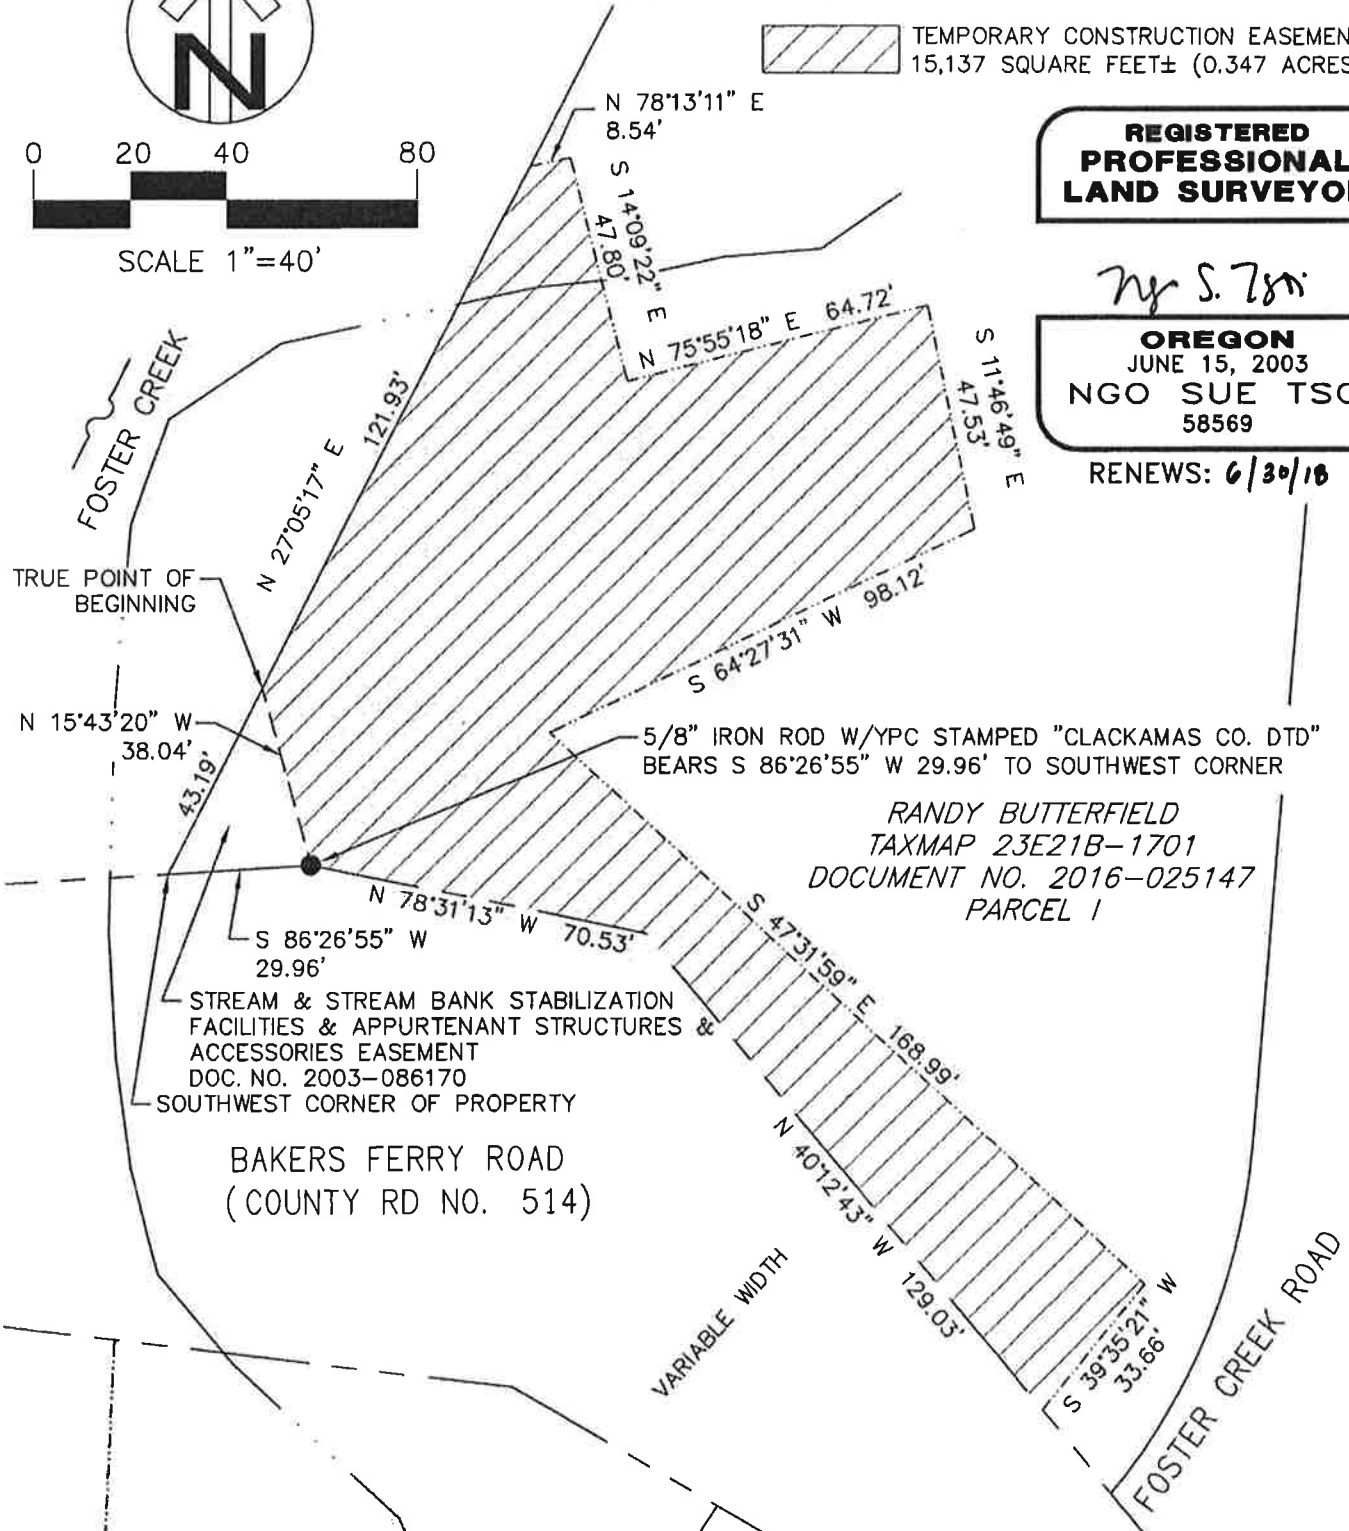 N
0 20 40 80
SCALE 1"=40'
TEMPORARY CONSTRUCTION EASEMEN
15,137 SQUARE FEET± (0.347 ACRES
REGISTERED
PROFESSIONAL
LAND SURVEYO
OREGON
JUNE 15, 2003
NGO SUE TSO
58569
RENEWS: 6/30/18
N 78°13'11" E
8.54'
S 14°09'22" E
47.80'
N 75°55'18" E 64.72'
S 11°46'49" E
47.53'
N 27°05'17" E 121.93'
FOSTER CREEK
TRUE POINT OF
BEGINNING
S 64°27'31" W 98.12'
N 15°43'20" W
38.04'
43.19'
5/8" IRON ROD W/YPC STAMPED "CLACKAMAS CO. DTD"
BEARS S 86°26'55" W 29.96' TO SOUTHWEST CORNER
RANDY BUTTERFIELD
TAXMAP 23E21B-1701
DOCUMENT NO. 2016-025147
PARCEL I
N 78°31'13" W 70.53'
S 86°26'55" W
29.96'
S 47°31'59" E 168.99'
STREAM & STREAM BANK STABILIZATION
FACILITIES & APPURTENANT STRUCTURES &
ACCESSORIES EASEMENT
DOC. NO. 2003-086170
SOUTHWEST CORNER OF PROPERTY
BAKERS FERRY ROAD
(COUNTY RD NO. 514)
N 40°12'43" W 129.03'
VARIABLE WIDTH
S 39°35'21" W
33.66'
FOSTER CREEK ROAD